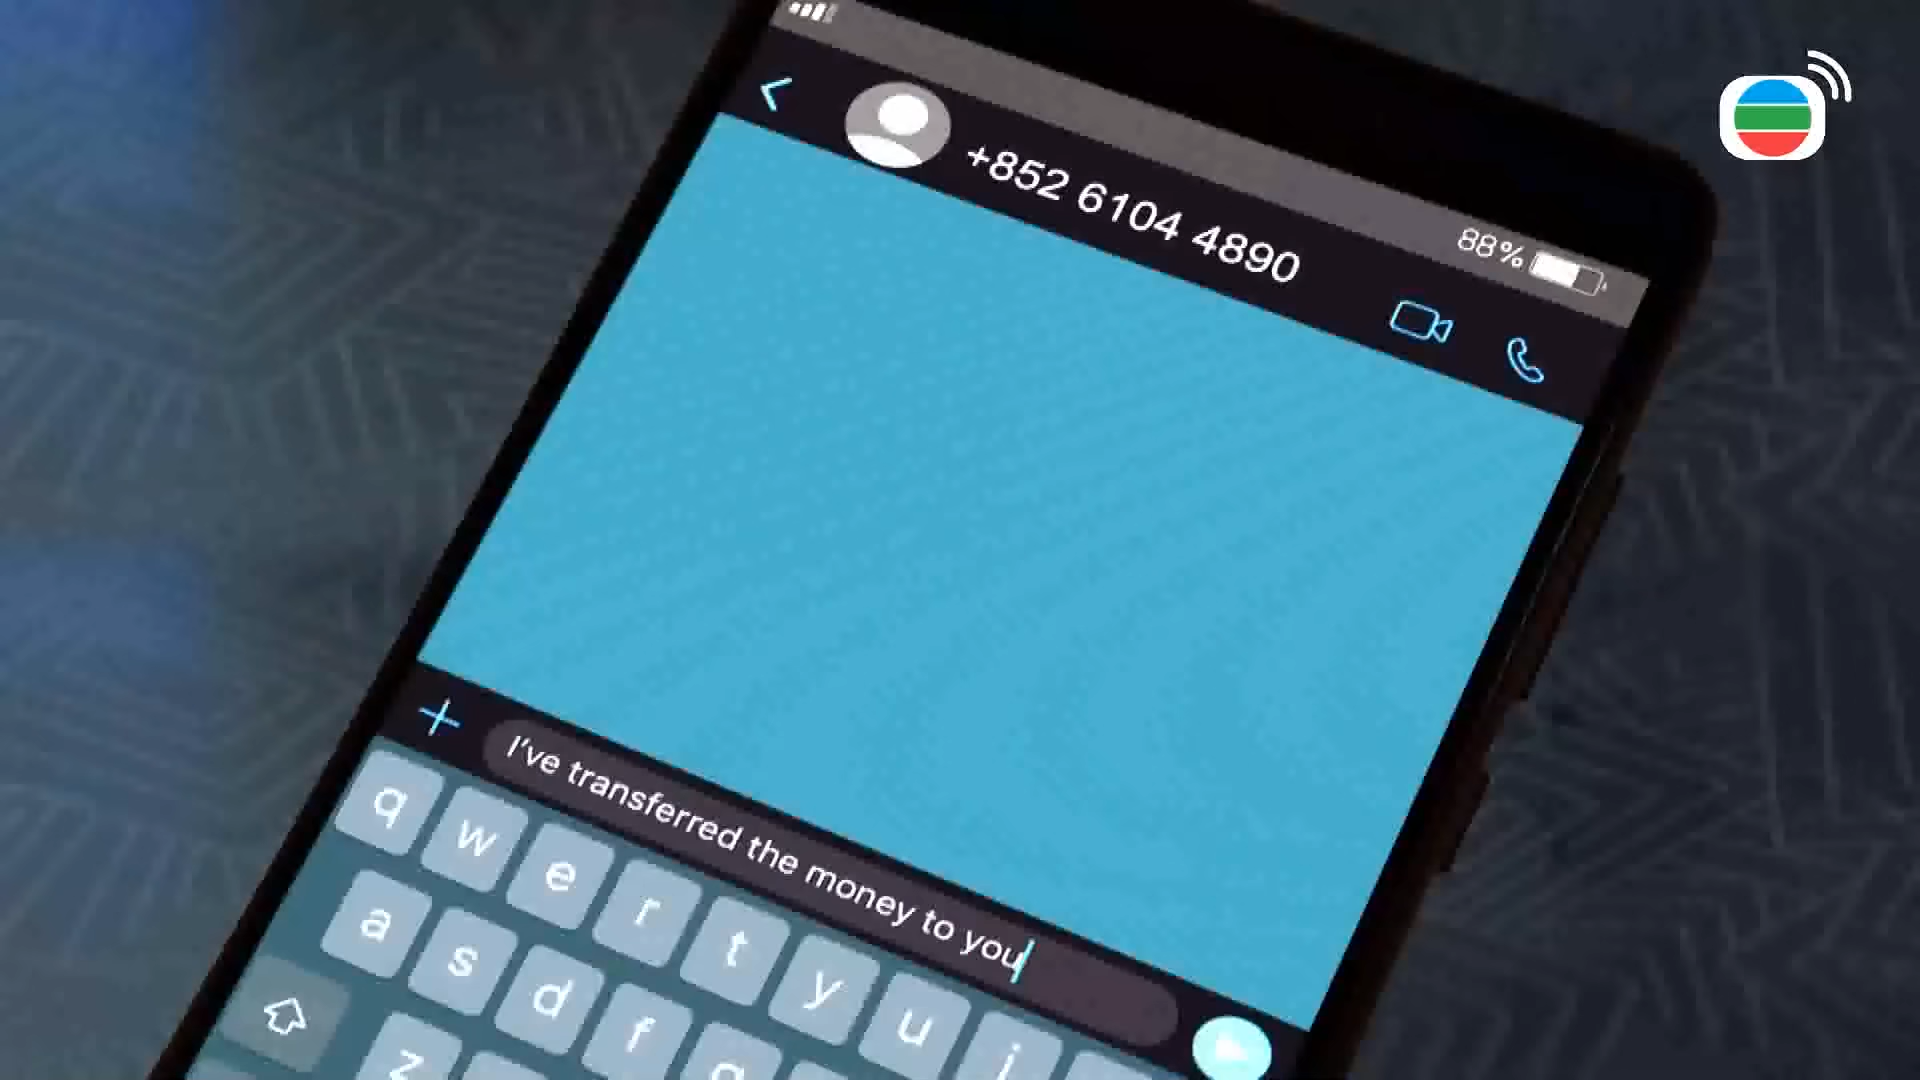 +852 6104 4890
88%
I've transferred the money to you
q w e r t y u i
a s d f g
z